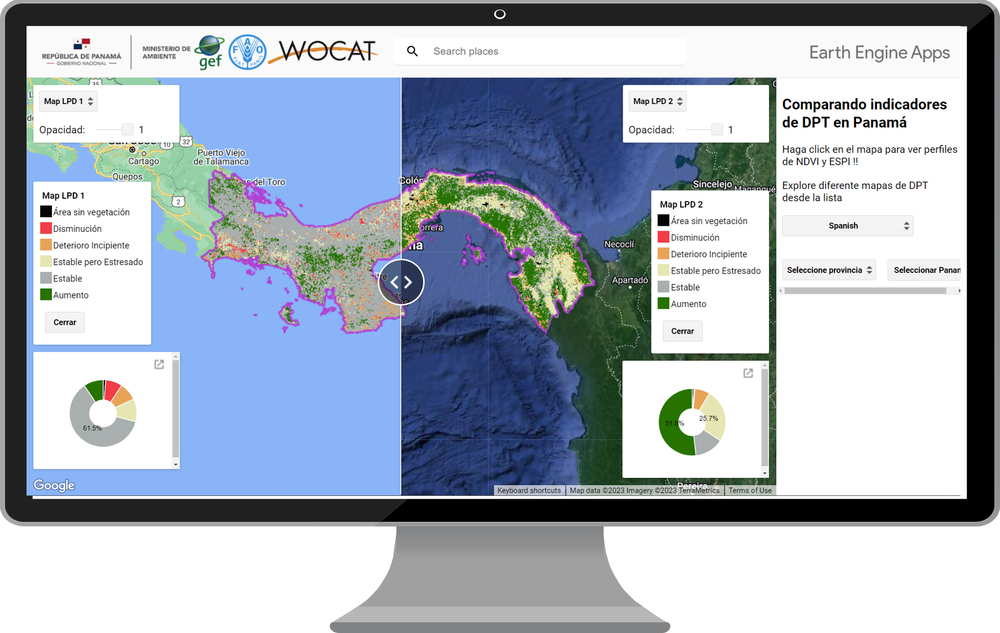 REPÚBLICA DE PANAMÁ
GOBIERNO NACIONAL
MINISTERIO DE
AMBIENTE
gef
FAO
FIAT PANIS
WOCAT
Search places
Earth Engine Apps
Map LPD 1
Opacidad: 1
35
32
10
Cartago
Quepos
Puerto Viejo
de Talamanca
del Toro
2
Map LPD 1
Área sin vegetación
Disminución
Deterioro Incipiente
Estable pero Estresado
Estable
Aumento
Cerrar
61.5%
Google
Colón
Map LPD 2
Opacidad: 1
Sincelejo
Magangué
Necoclí
Apartadó
Map LPD 2
Área sin vegetación
Disminución
Deterioro Incipiente
Estable pero Estresado
Estable
Aumento
Cerrar
51.8%
25.7%
Pereira
Keyboard shortcuts
Map data ©2023 Imagery ©2023 TerraMetrics
Terms of Use
Comparando indicadores
de DPT en Panamá
Haga click en el mapa para ver perfiles
de NDVI y ESPI !!
Explore diferente mapas de DPT
desde la lista
Spanish
Seleccione provincia
Seleccionar Panam